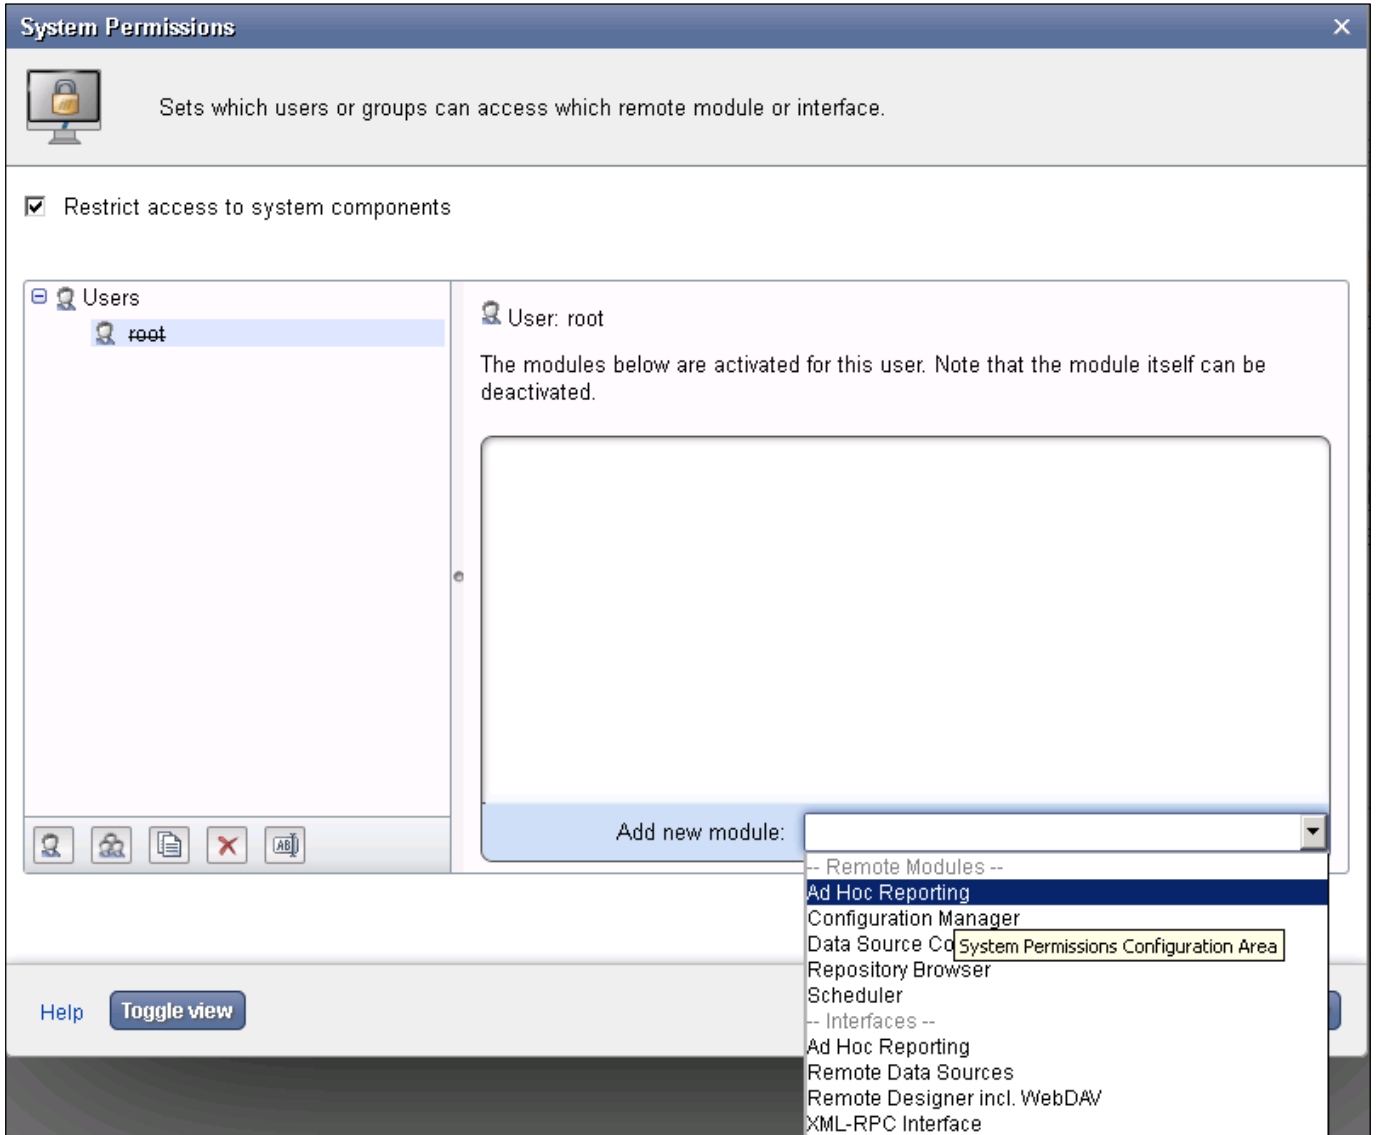 System Permissions
Sets which users or groups can access which remote module or interface.
Restrict access to system components
Users
root
User: root
The modules below are activated for this user. Note that the module itself can be
deactivated.
Add new module:
-- Remote Modules --
Ad Hoc Reporting
Configuration Manager
Data Source Co
System Permissions Configuration Area
Repository Browser
Scheduler
-- Interfaces --
Ad Hoc Reporting
Remote Data Sources
Remote Designer incl. WebDAV
XML-RPC Interface
Help
Toggle view